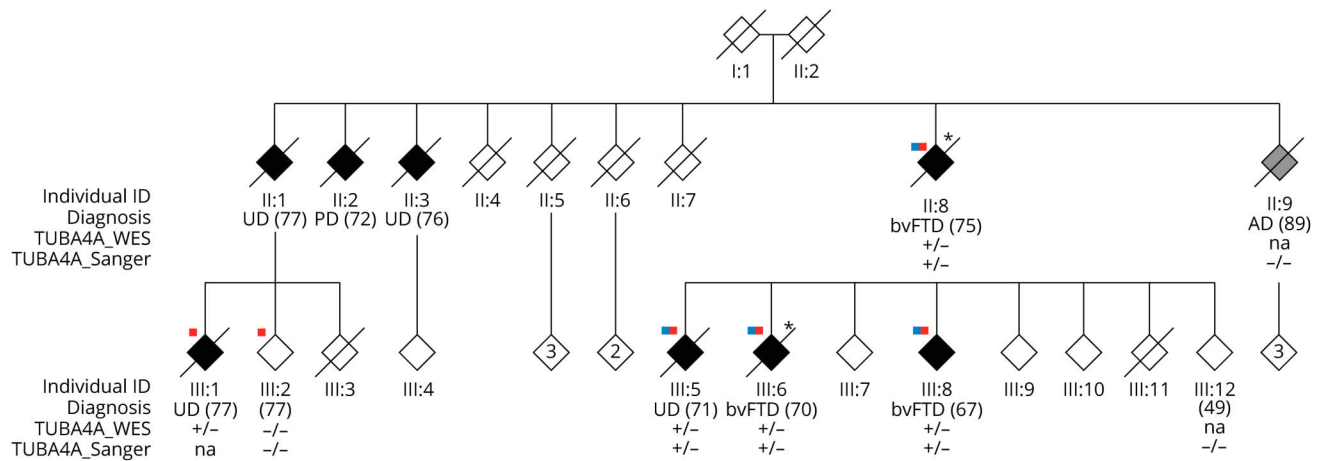 I:1 II:2
*
Individual ID II:1 II:2 II:3 II:4 II:5 II:6 II:7 II:8 II:9
Diagnosis UD (77) PD (72) UD (76) bvFTD (75) AD (89)
TUBA4A_WES +/– na
TUBA4A_Sanger +/– –/–
* 3 2 3
Individual ID III:1 III:2 III:3 III:4 III:5 III:6 III:7 III:8 III:9 III:10 III:11 III:12
Diagnosis UD (77) (77) UD (71) bvFTD (70) bvFTD (67) (49)
TUBA4A_WES +/– –/– +/– +/– +/– na
TUBA4A_Sanger na –/– +/– +/– +/– –/–